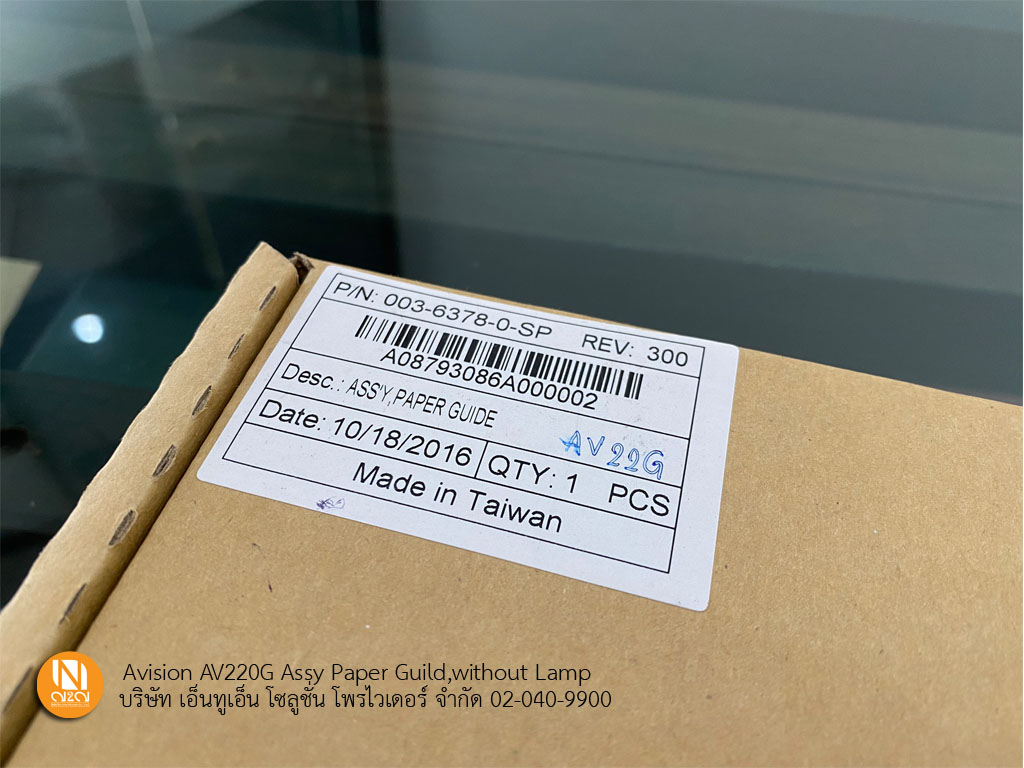 P/N: 003-6378-0-SP REV: 300
A08793086A000002
Desc.: ASS'Y,PAPER GUIDE
AV22G
Date: 10/18/2016 QTY: 1 PCS
Made in Taiwan
N2N
Avision AV220G Assy Paper Guild,without Lamp
บริษัท เอ็นทูเอ็น โซลูชั่น โพรไวเดอร์ จำกัด 02-040-9900